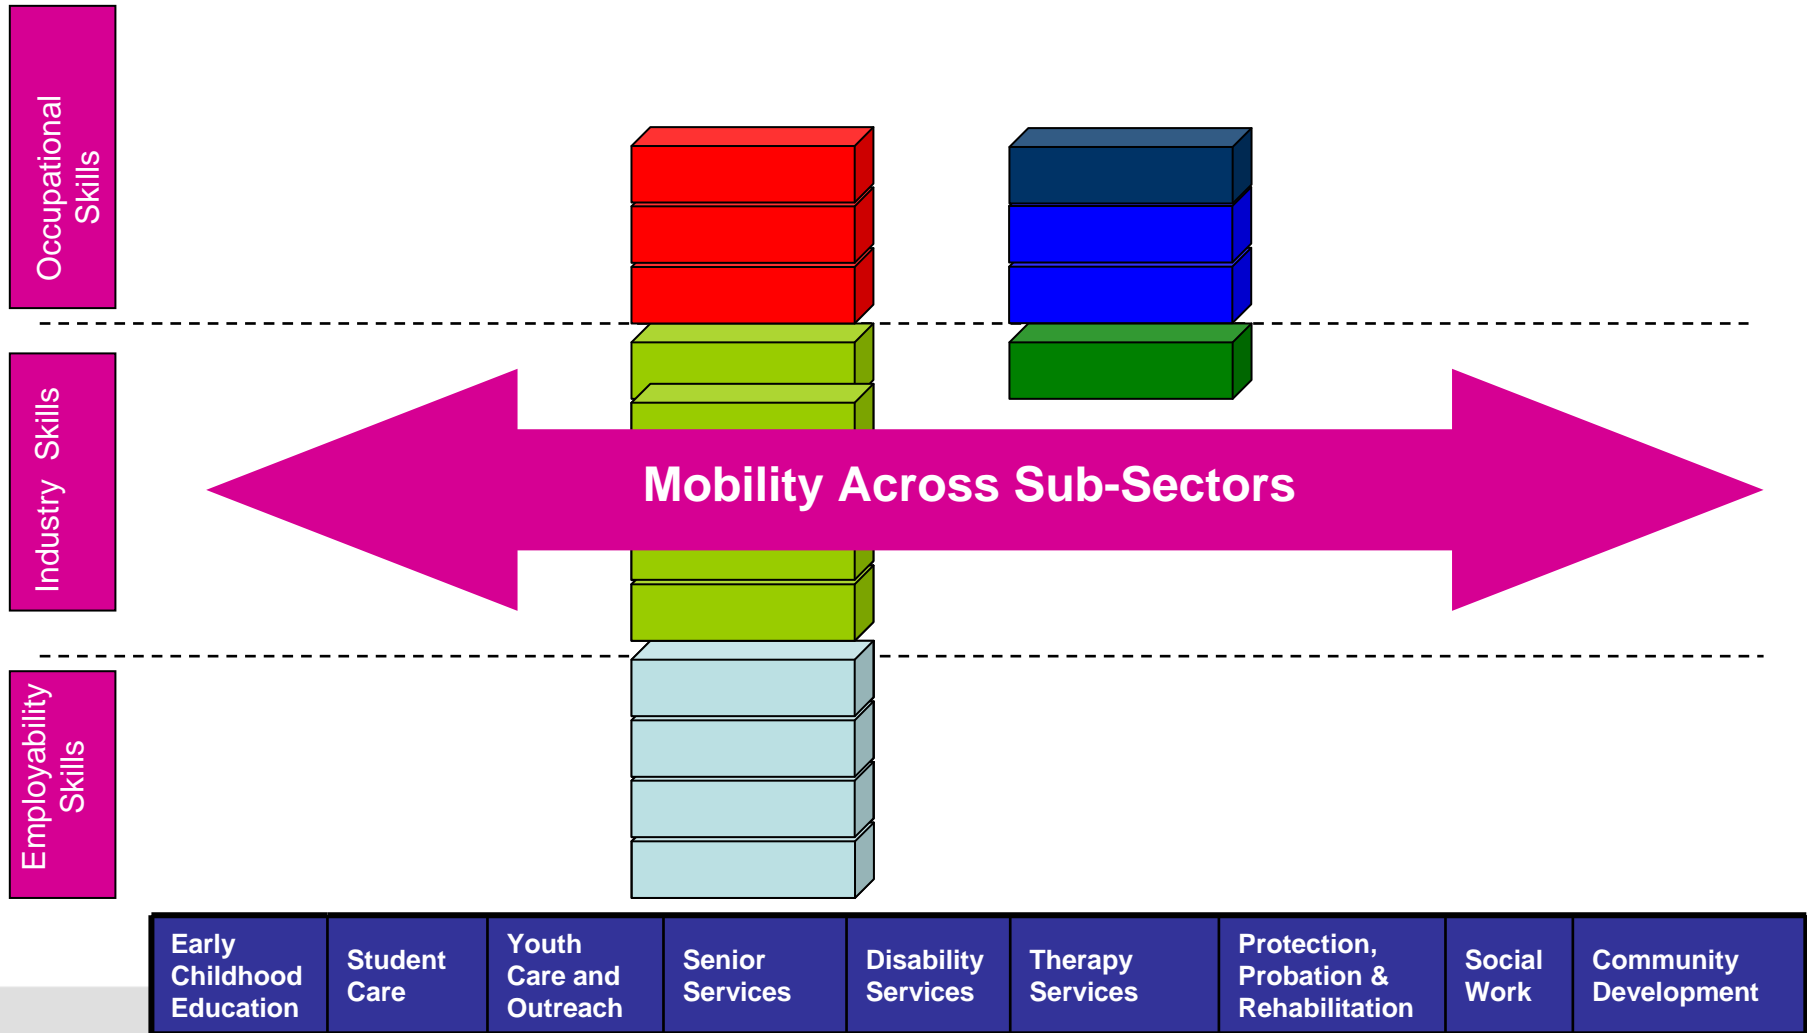 Occupational
Skills
Industry Skills
Mobility Across Sub-Sectors
Employability
Skills
Early
Childhood
Education
Student
Care
Youth
Care and
Outreach
Senior
Services
Disability
Services
Therapy
Services
Protection,
Probation &
Rehabilitation
Social
Work
Community
Development